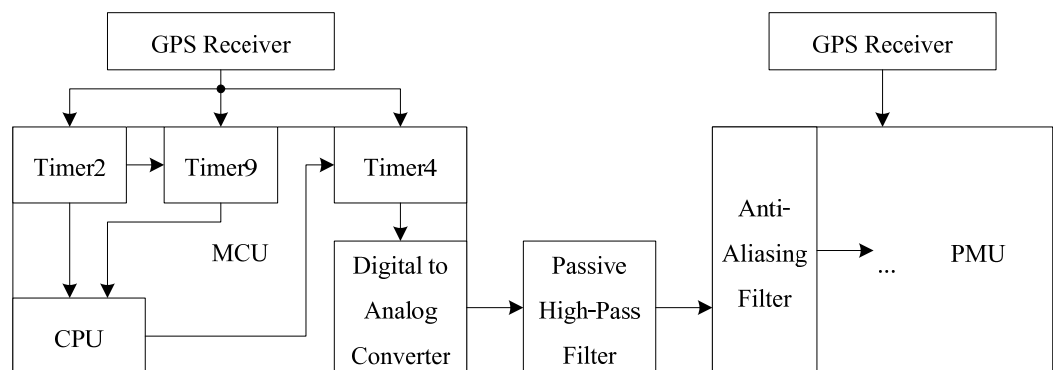 GPS Receiver
GPS Receiver
Timer2
Timer9
Timer4
MCU
CPU
Digital to
Analog
Converter
Passive
High-Pass
Filter
Anti-
Aliasing
Filter
...
PMU